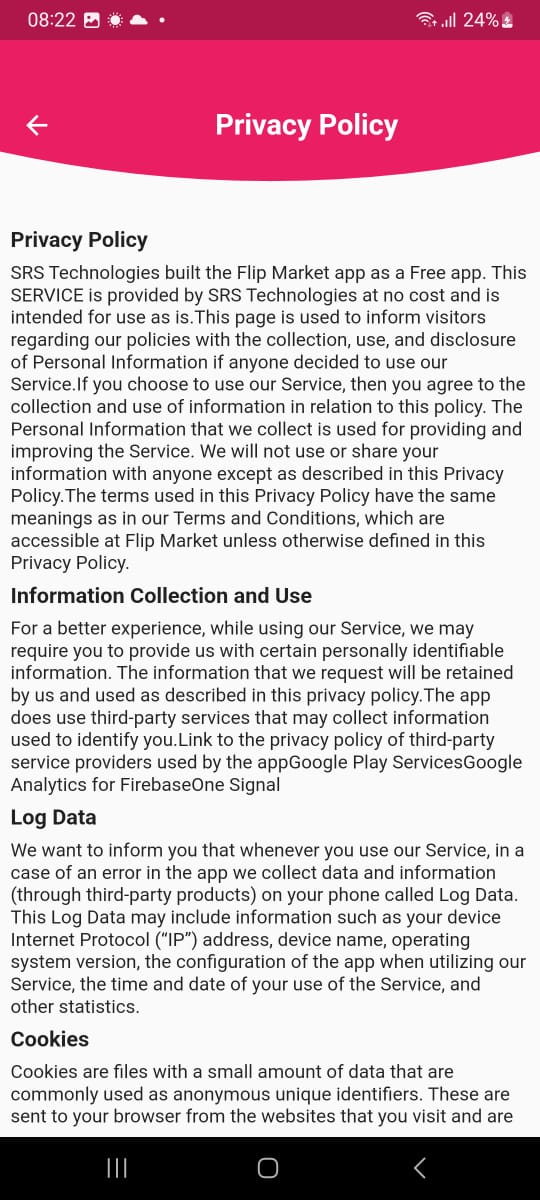 08:22
24%
Privacy Policy
Privacy Policy
SRS Technologies built the Flip Market app as a Free app. This
SERVICE is provided by SRS Technologies at no cost and is
intended for use as is.This page is used to inform visitors
regarding our policies with the collection, use, and disclosure
of Personal Information if anyone decided to use our
Service.If you choose to use our Service, then you agree to the
collection and use of information in relation to this policy. The
Personal Information that we collect is used for providing and
improving the Service. We will not use or share your
information with anyone except as described in this Privacy
Policy.The terms used in this Privacy Policy have the same
meanings as in our Terms and Conditions, which are
accessible at Flip Market unless otherwise defined in this
Privacy Policy.
Information Collection and Use
For a better experience, while using our Service, we may
require you to provide us with certain personally identifiable
information. The information that we request will be retained
by us and used as described in this privacy policy.The app
does use third-party services that may collect information
used to identify you.Link to the privacy policy of third-party
service providers used by the appGoogle Play ServicesGoogle
Analytics for FirebaseOne Signal
Log Data
We want to inform you that whenever you use our Service, in a
case of an error in the app we collect data and information
(through third-party products) on your phone called Log Data.
This Log Data may include information such as your device
Internet Protocol (“IP”) address, device name, operating
system version, the configuration of the app when utilizing our
Service, the time and date of your use of the Service, and
other statistics.
Cookies
Cookies are files with a small amount of data that are
commonly used as anonymous unique identifiers. These are
sent to your browser from the websites that you visit and are